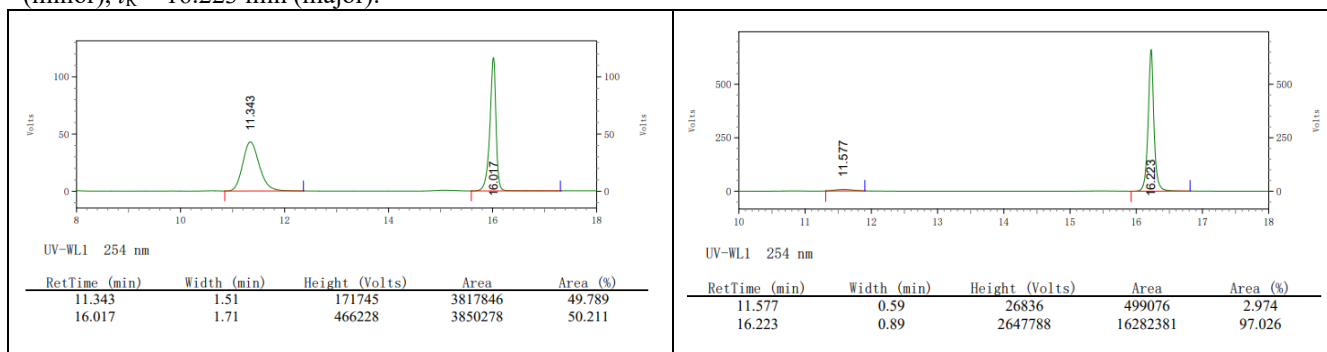 (minor), tR = 16.223 min (major).
100
50
0
Volts
11.343
16.017
100
50
0
Volts
8 10 12 14 16 18
UV-WL1 254 nm
RetTime (min) Width (min) Height (Volts) Area Area (%)
11.343 1.51 171745 3817846 49.789
16.017 1.71 466228 3850278 50.211
500
250
0
Volts
11.577
16.223
500
250
0
Volts
10 11 12 13 14 15 16 17 18
UV-WL1 254 nm
RetTime (min) Width (min) Height (Volts) Area Area (%)
11.577 0.59 26836 499076 2.974
16.223 0.89 2647788 16282381 97.026